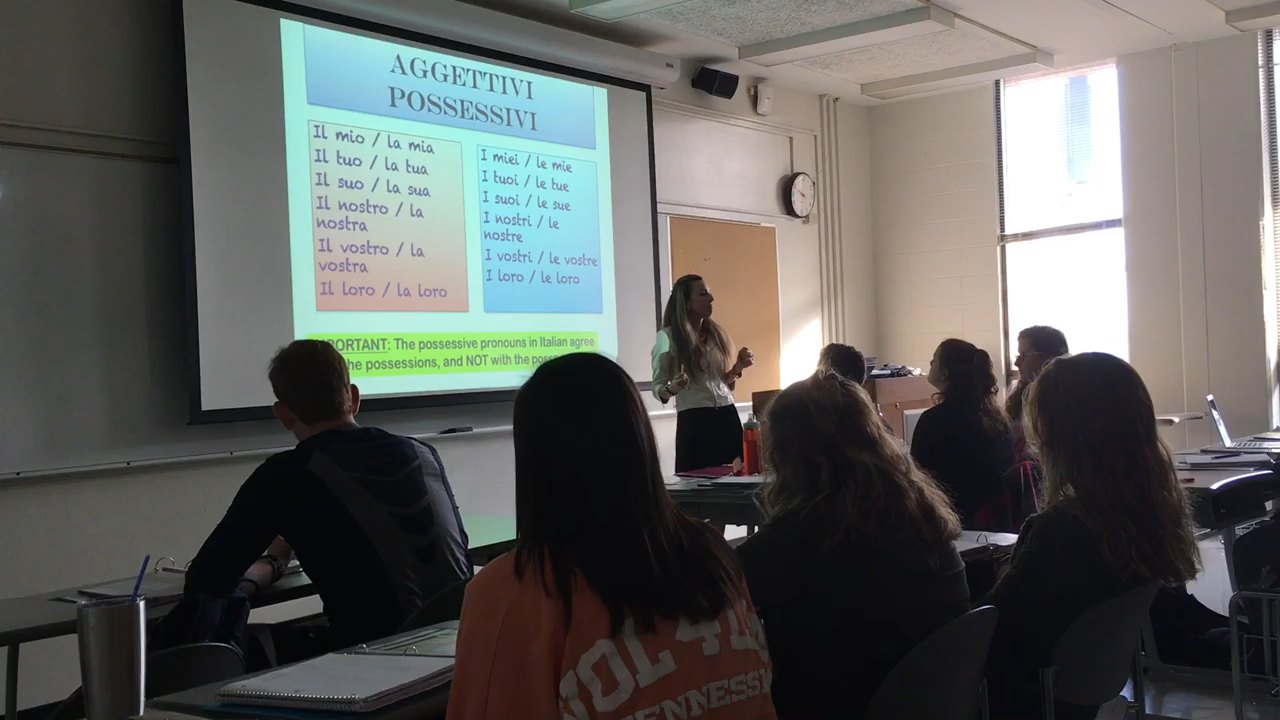 AGGETTIVI
POSSESSIVI
Il mio / la mia
Il tuo / la tua
Il suo / la sua
Il nostro / la
nostra
Il vostro / la
vostra
Il loro / la loro
I miei / le mie
I tuoi / le tue
I suoi / le sue
I nostri / le
nostre
I vostri / le vostre
I loro / le loro
: The possessive pronouns in Italian agree
possessions, and NOT with the
VOL